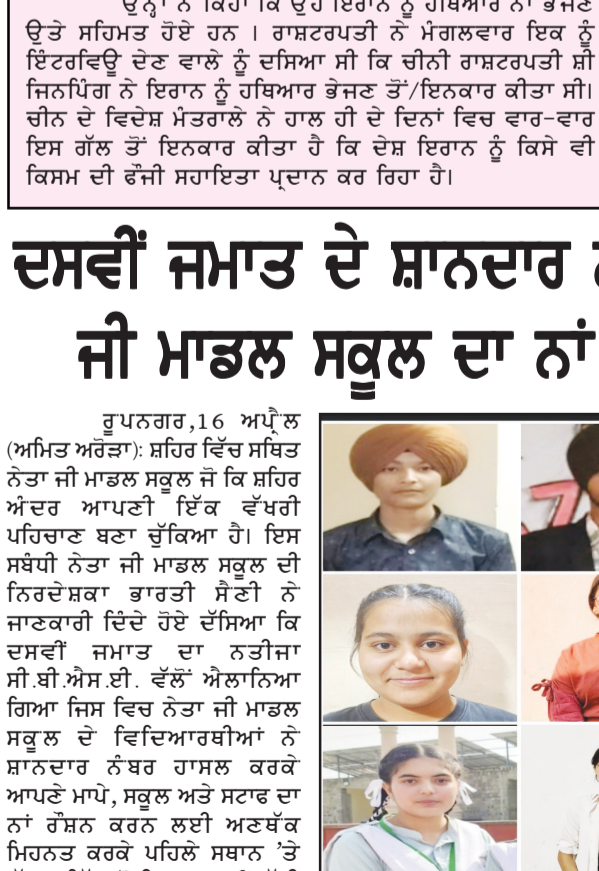 ਉਨ੍ਹਾਂ ਨੇ ਕਿਹਾ ਕਿ ਉਹ ਇਰਾਨ ਨੂੰ ਹਥਿਆਰ ਨਾ ਭੇਜਣ
ਉਤੇ ਸਹਿਮਤ ਹੋਏ ਹਨ । ਰਾਸ਼ਟਰਪਤੀ ਨੇ ਮੰਗਲਵਾਰ ਇਕ ਨੂੰ
ਇੰਟਰਵਿਊ ਦੇਣ ਵਾਲੇ ਨੂੰ ਦਸਿਆ ਸੀ ਕਿ ਚੀਨੀ ਰਾਸ਼ਟਰਪਤੀ ਸ਼ੀ
ਜਿਨਪਿੰਗ ਨੇ ਇਰਾਨ ਨੂੰ ਹਥਿਆਰ ਭੇਜਣ ਤੋਂ/ਇਨਕਾਰ ਕੀਤਾ ਸੀ।
ਚੀਨ ਦੇ ਵਿਦੇਸ਼ ਮੰਤਰਾਲੇ ਨੇ ਹਾਲ ਹੀ ਦੇ ਦਿਨਾਂ ਵਿਚ ਵਾਰ-ਵਾਰ
ਇਸ ਗੱਲ ਤੋਂ ਇਨਕਾਰ ਕੀਤਾ ਹੈ ਕਿ ਦੇਸ਼ ਇਰਾਨ ਨੂੰ ਕਿਸੇ ਵੀ
ਕਿਸਮ ਦੀ ਫੌਜੀ ਸਹਾਇਤਾ ਪ੍ਰਦਾਨ ਕਰ ਰਿਹਾ ਹੈ।
ਦਸਵੀਂ ਜਮਾਤ ਦੇ ਸ਼ਾਨਦਾਰ
ਜੀ ਮਾਡਲ ਸਕੂਲ ਦਾ ਨਾਂ
ਰੂਪਨਗਰ,16 ਅਪ੍ਰੈਲ
(ਅਮਿਤ ਅਰੋੜਾ): ਸ਼ਹਿਰ ਵਿੱਚ ਸਥਿਤ
ਨੇਤਾ ਜੀ ਮਾਡਲ ਸਕੂਲ ਜੋ ਕਿ ਸ਼ਹਿਰ
ਅੰਦਰ ਆਪਣੀ ਇੱਕ ਵੱਖਰੀ
ਪਹਿਚਾਣ ਬਣਾ ਚੁੱਕਿਆ ਹੈ। ਇਸ
ਸਬੰਧੀ ਨੇਤਾ ਜੀ ਮਾਡਲ ਸਕੂਲ ਦੀ
ਨਿਰਦੇਸ਼ਕਾ ਭਾਰਤੀ ਸੈਣੀ ਨੇ
ਜਾਣਕਾਰੀ ਦਿੰਦੇ ਹੋਏ ਦੱਸਿਆ ਕਿ
ਦਸਵੀਂ ਜਮਾਤ ਦਾ ਨਤੀਜਾ
ਸੀ.ਬੀ.ਐਸ.ਈ. ਵੱਲੋਂ ਐਲਾਨਿਆ
ਗਿਆ ਜਿਸ ਵਿਚ ਨੇਤਾ ਜੀ ਮਾਡਲ
ਸਕੂਲ ਦੇ ਵਿਦਿਆਰਥੀਆਂ ਨੇ
ਸ਼ਾਨਦਾਰ ਨੰਬਰ ਹਾਸਲ ਕਰਕੇ
ਆਪਣੇ ਮਾਪੇ, ਸਕੂਲ ਅਤੇ ਸਟਾਫ ਦਾ
ਨਾਂ ਰੌਸ਼ਨ ਕਰਨ ਲਈ ਅਣਥੱਕ
ਮਿਹਨਤ ਕਰਕੇ ਪਹਿਲੇ ਸਥਾਨ 'ਤੇ